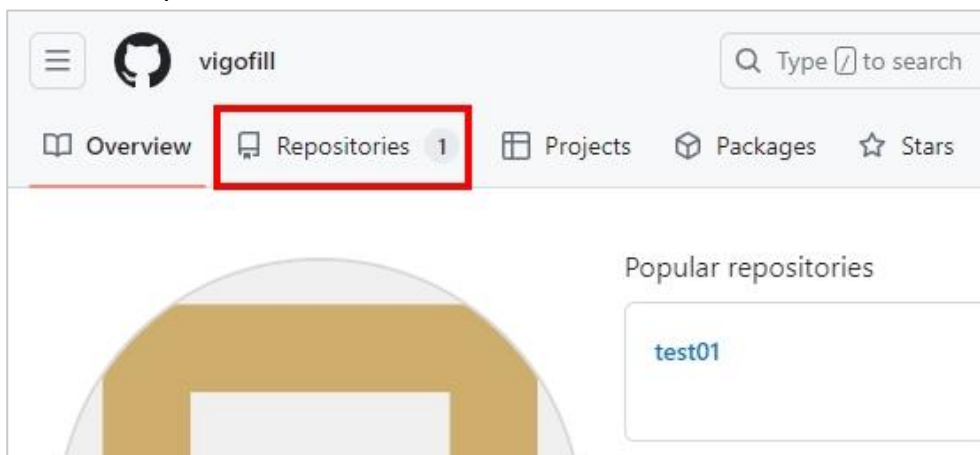 vigofill
Type / to search
Overview Repositories 1 Projects Packages Stars
Popular repositories
test01